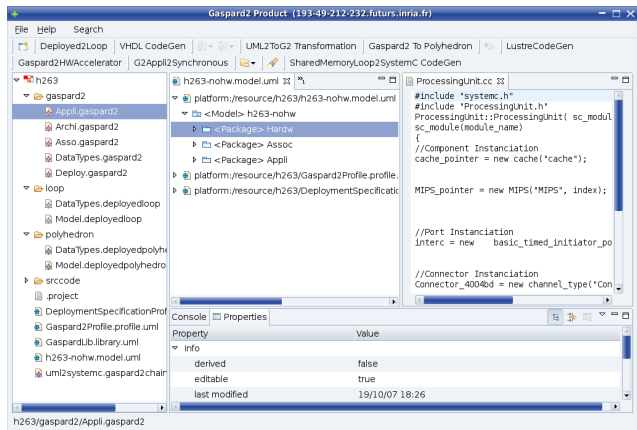 Gaspard2 Product (193-49-212-232.futurs.inria.fr)
File Help Search
Deployed2Loop VHDL CodeGen UML2ToG2 Transformation Gaspard2 To Polyhedron LustreCodeGen
Gaspard2HWAccelerator G2Appli2Synchronous SharedMemoryLoop2SystemC CodeGen
h263
gaspard2
Appli.gaspard2
Archi.gaspard2
Asso.gaspard2
DataTypes.gaspard2
Deploy.gaspard2
loop
DataTypes.deployedloop
Model.deployedloop
polyhedron
DataTypes.deployedpolyhe
Model.deployedpolyhedro
srccode
.project
DeploymentSpecificationProf
Gaspard2Profile.profile.uml
GaspardLib.library.uml
h263-nohw.model.uml
uml2systemc.gaspard2chain
h263-nohw.model.uml
platform:/resource/h263/h263-nohw.model.uml
<Model> h263-nohw
<Package> Hardw
<Package> Assoc
<Package> Appli
platform:/resource/h263/Gaspard2Profile.profile.
platform:/resource/h263/DeploymentSpecificatio
ProcessingUnit.cc
#include "systemc.h"
#include "ProcessingUnit.h"
ProcessingUnit::ProcessingUnit( sc_modul
sc_module(module_name)
{
//Component Instanciation
cache_pointer = new cache("cache");
MIPS_pointer = new MIPS("MIPS", index);
//Port Instanciation
interc = new basic_timed_initiator_po
//Connector Instanciation
Connector_4004bd = new channel_type("Con
Console Properties
Property Value
Info
derived false
editable true
last modified 19/10/07 18:26
h263/gaspard2/Appli.gaspard2